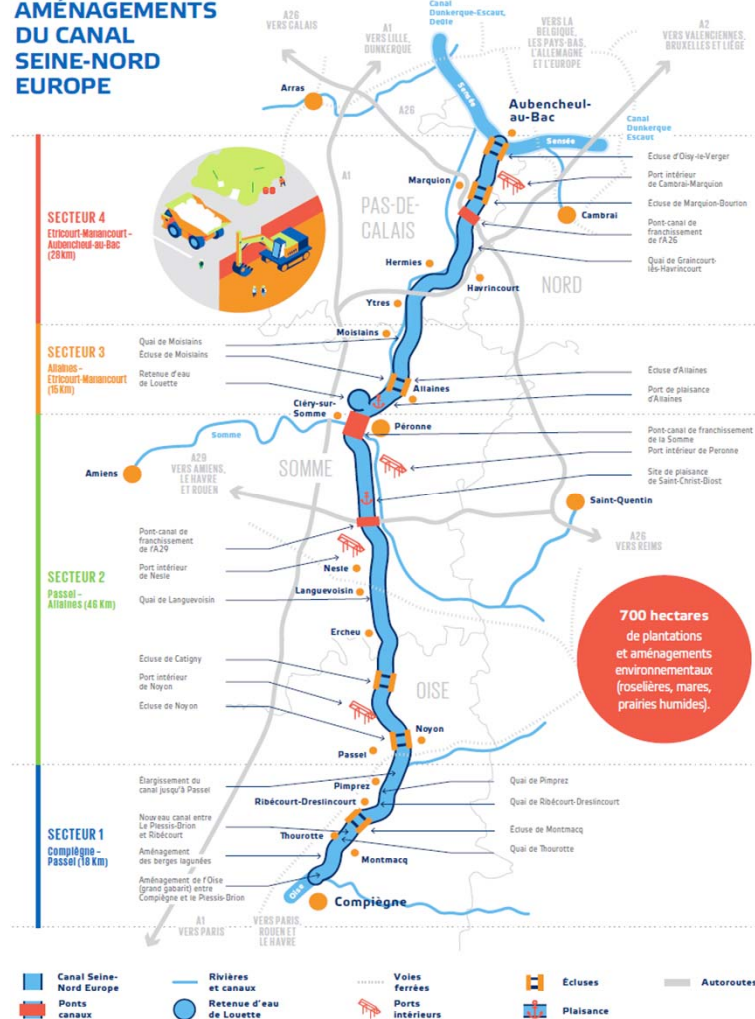 AMÉNAGEMENTS
DU CANAL
SEINE-NORD
EUROPE
A26
VERS CALAIS
A1
VERS LILLE,
DUNKERQUE
Canal
Dunkerque-Escaut,
Deûle
VERS LA
BELGIQUE,
LES PAYS-BAS,
L'ALLEMAGNE
ET L'EUROPE
A2
VERS VALENCIENNES,
BRUXELLES ET LIÈGE
Arras
A26
Sensée
Aubencheul-
au-Bac
Canal
Dunkerque
Escaut
Sensée
A1
SECTEUR 4
Etricourt-Manancourt –
Aubencheul-au-Bac
(28km)
PAS-DE-
CALAIS
Marquion
Cambrai
Écluse d'Oisy-le-Verger
Port intérieur
de Cambrai-Marquion
Écluse de Marquion-Bourlon
Pont-canal de
franchissement
de l'A26
Quai de Graincourt-
lès-Havrincourt
Hermies
Havrincourt
NORD
Ytres
Moislains
SECTEUR 3
Allaines –
Etricourt-Manancourt
(15Km)
Quai de Moislains
Écluse de Moislains
Retenue d'eau
de Louette
Allaines
Écluse d'Allaines
Port de plaisance
d'Allaines
Cléry-sur-
Somme
Péronne
Somme
Pont-canal de franchissement
de la Somme
Port intérieur de Peronne
Site de plaisance
de Saint-Christ-Biost
Amiens
A29
VERS AMIENS,
LE HAVRE
ET ROUEN
SOMME
Saint-Quentin
A26
VERS REIMS
SECTEUR 2
Passel –
Allaines (46 Km)
Pont-canal de
franchissement
de l'A29
Port intérieur
de Nesle
Quai de Languevoisin
Nesle
Languevoisin
Ercheu
700 hectares
de plantations
et aménagements
environnementaux
(roselières, mares,
prairies humides).
Écluse de Catigny
Port intérieur
de Noyon
Écluse de Noyon
OISE
Noyon
Passel
SECTEUR 1
Compiègne –
Passel (18 Km)
Élargissement du
canal jusqu'à Passel
Nouveau canal entre
Le Plessis-Brion
et Ribécourt
Aménagement
des berges lagunées
Aménagement de l'Oise
(grand gabarit) entre
Compiègne et le Plessis-Brion
Pimprez
Ribécourt-Dreslincourt
Thourotte
Montmacq
Quai de Pimprez
Quai de Ribécourt-Dreslincourt
Écluse de Montmacq
Quai de Thourotte
Oise
Compiègne
A1
VERS PARIS
VERS PARIS,
ROUEN ET
LE HAVRE
Canal Seine-
Nord Europe
Rivières
et canaux
Voies
ferrées
Écluses
Autoroutes
Ponts
canaux
Retenue d'eau
de Louette
Ports
intérieurs
Plaisance